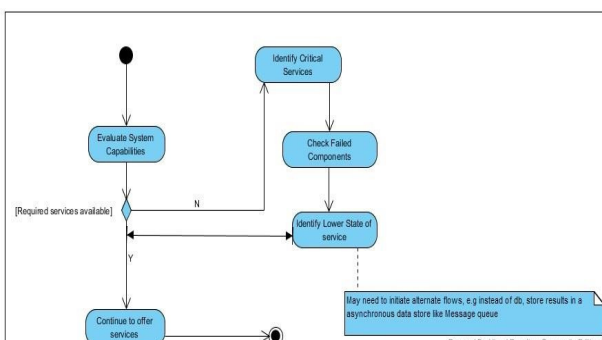 Identify Critical
Services
Evaluate System
Capabilities
Check Failed
Components
[Required services available]
N
Identify Lower State of
service
Y
May need to initiate alternate flows, e.g instead of db, store results in a
asynchronous data store like Message queue
Continue to offer
services